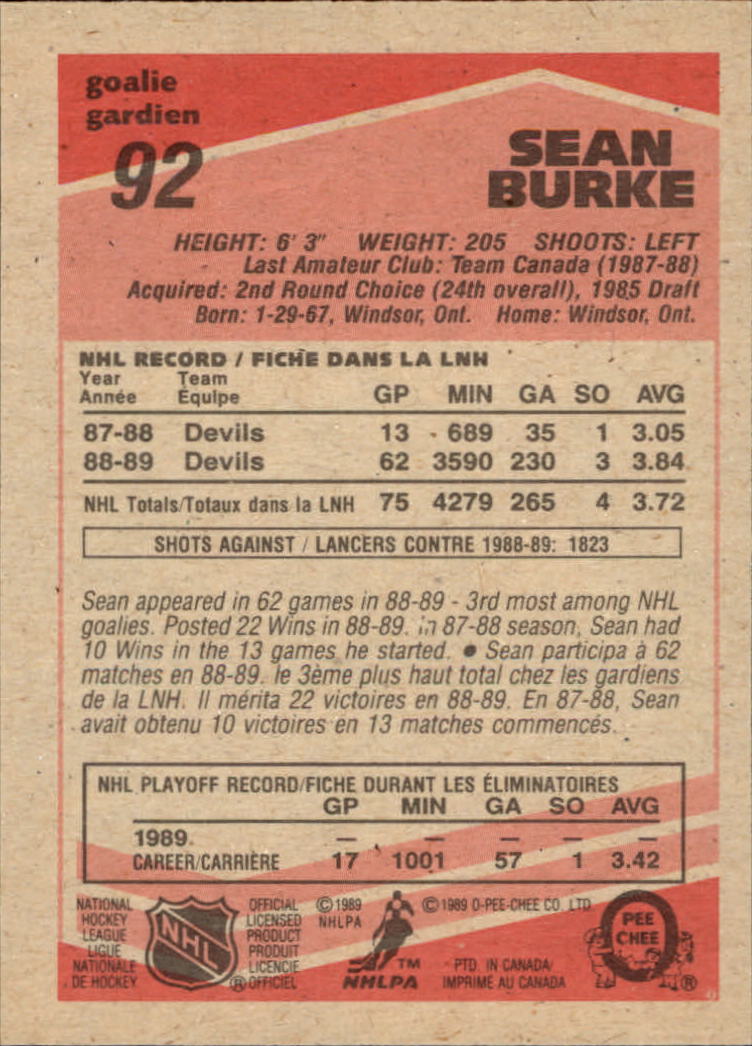 goalie
gardien
92
SEAN
BURKE
HEIGHT: 6' 3" WEIGHT: 205 SHOOTS: LEFT
Last Amateur Club: Team Canada (1987-88)
Acquired: 2nd Round Choice (24th overall), 1985 Draft
Born: 1-29-67, Windsor, Ont. Home: Windsor, Ont.
NHL RECORD / FICHE DANS LA LNH
Year Team
Année Équipe GP MIN GA SO AVG
87-88 Devils 13 689 35 1 3.05
88-89 Devils 62 3590 230 3 3.84
NHL Totals/Totaux dans la LNH 75 4279 265 4 3.72
SHOTS AGAINST / LANCERS CONTRE 1988-89: 1823
Sean appeared in 62 games in 88-89 - 3rd most among NHL
goalies. Posted 22 Wins in 88-89. In 87-88 season, Sean had
10 Wins in the 13 games he started. ● Sean participa à 62
matches en 88-89. le 3ème plus haut total chez les gardiens
de la LNH. Il mérita 22 victoires en 88-89. En 87-88, Sean
avait obtenu 10 victoires en 13 matches commencés.
NHL PLAYOFF RECORD/FICHE DURANT LES ÉLIMINATOIRES
GP MIN GA SO AVG
1989 — — — — —
CAREER/CARRIÈRE 17 1001 57 1 3.42
NATIONAL
HOCKEY
LEAGUE
LIGUE
NATIONALE
DE HOCKEY
NHL
®
OFFICIAL
LICENSED
PRODUCT
PRODUIT
LICENCIE
OFFICIEL
©1989
NHLPA
TM
NHLPA
©1989 O-PEE-CHEE CO. LTD.
PTD. IN CANADA/
IMPRIMÉ AU CANADA
PEE
CHEE
®